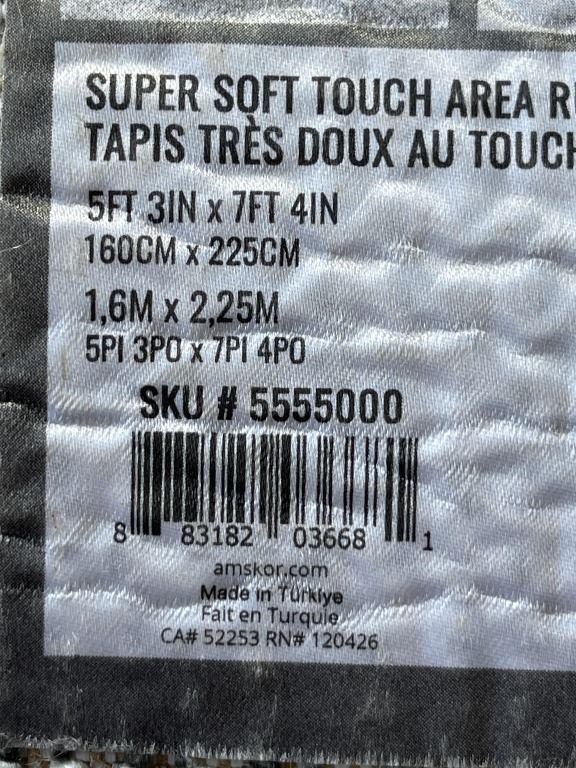 SUPER SOFT TOUCH AREA
TAPIS TRÈS DOUX AU
5FT 3IN x 7FT 4IN
160CM x 225CM
1,6M x 2,25M
5PI 3PO x 7PI 4PO
SKU # 5555000
8 83182 03668 1
amskor.com
Made in Türkiye
Fait en Turquie
CA# 52253 RN# 120426